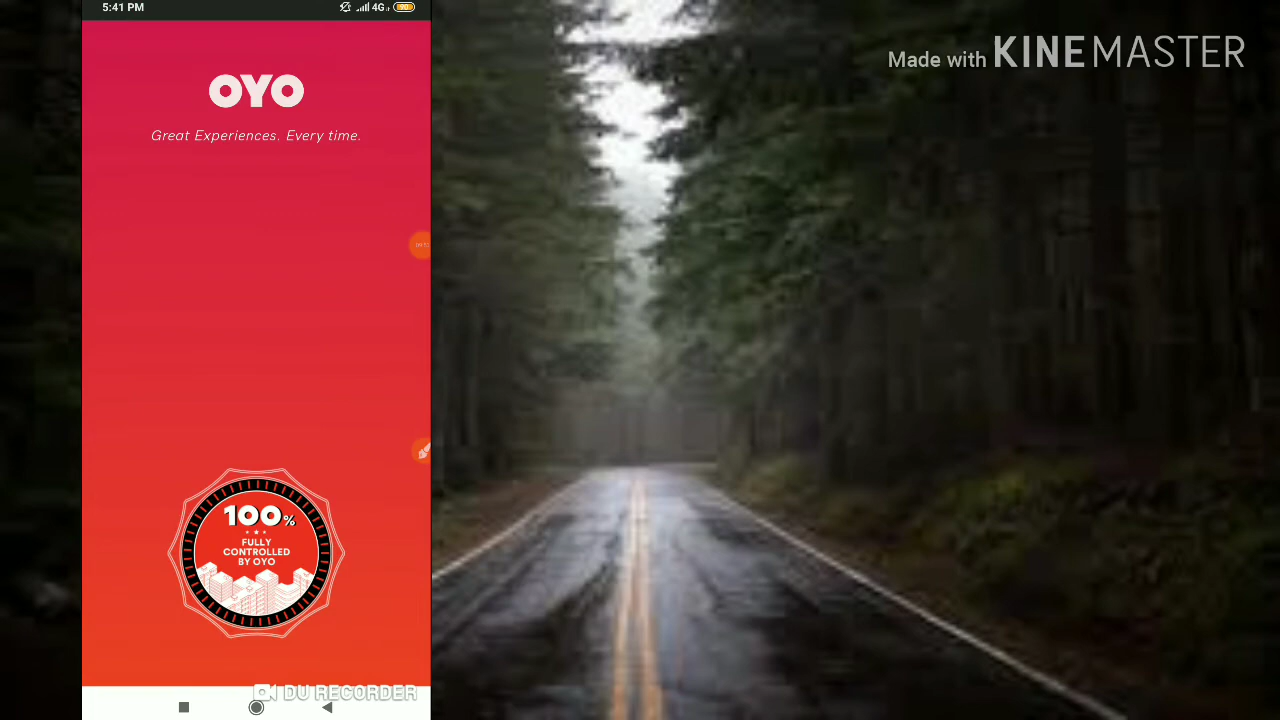 5:41 PM
4G
90
Made with KINEMASTER
OYO
Great Experiences. Every time.
100%
FULLY
CONTROLLED
BY OYO
DU RECORDER